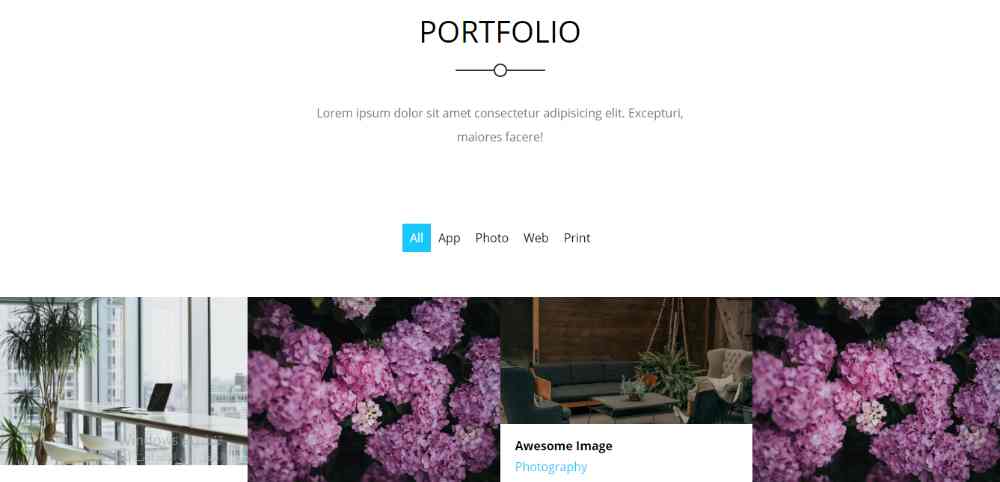 PORTFOLIO
Lorem ipsum dolor sit amet consectetur adipisicing elit. Excepturi,
maiores facere!
All App Photo Web Print
Awesome Image
Photography